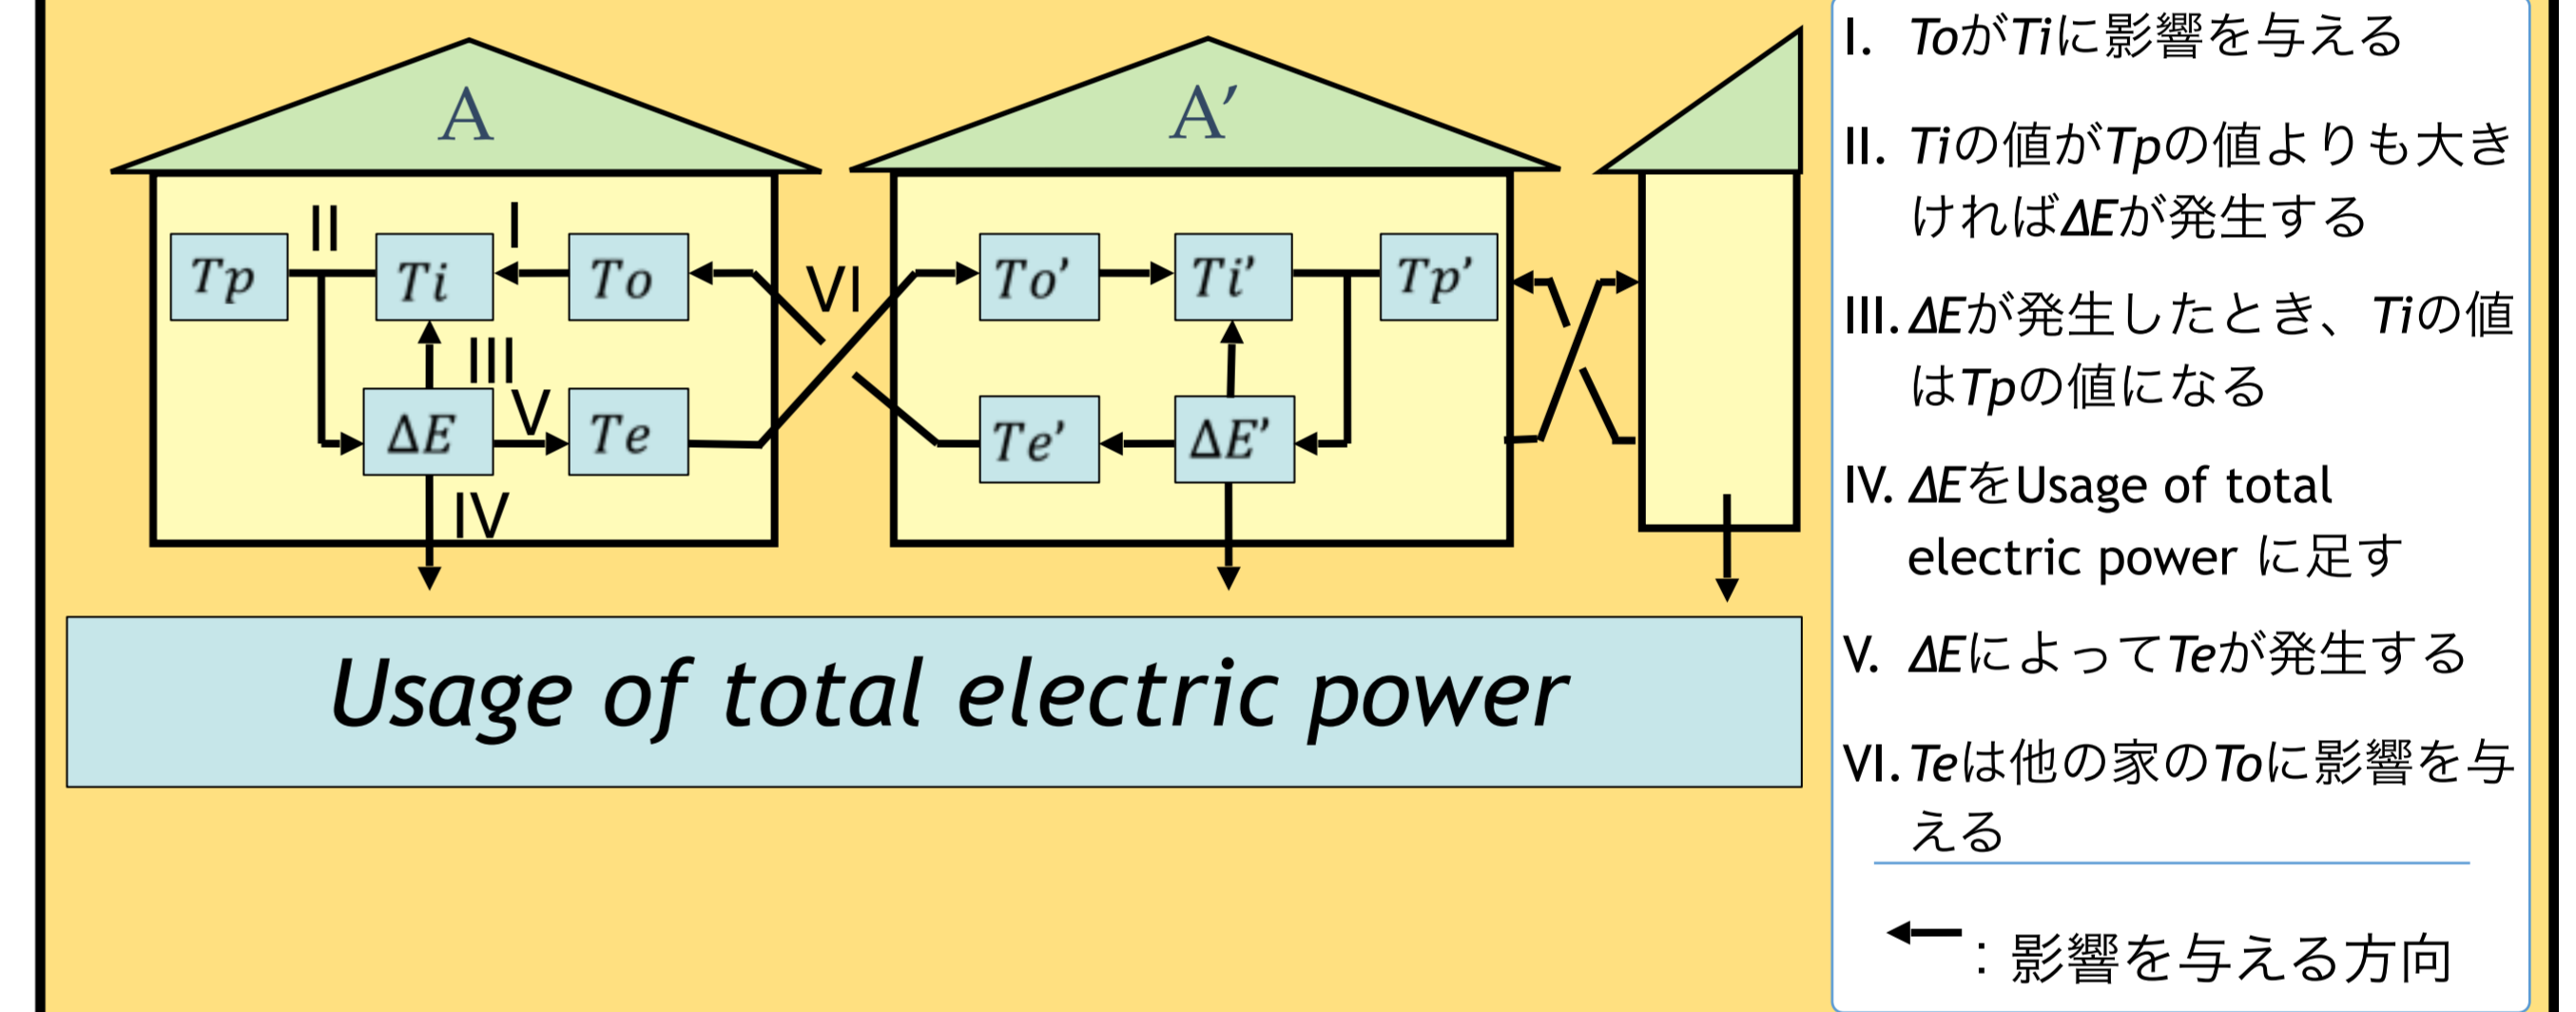 A
A′
II
I
Tp
Ti
To
VI
To’
Ti’
Tp’
III
V
ΔE
Te
Te’
ΔE’
IV
Usage of total electric power
I. ToがTiに影響を与える
II. Tiの値がTpの値よりも大き
ければΔEが発生する
III. ΔEが発生したとき、Tiの値
はTpの値になる
IV. ΔEをUsage of total
electric power に足す
V. ΔEによってTeが発生する
VI. Teは他の家のToに影響を与
える
：影響を与える方向